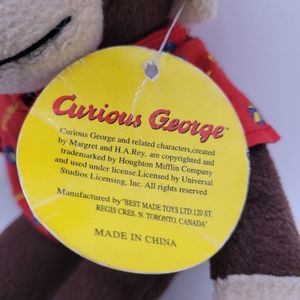 Curious George™
Curious George and related characters,created
by Margret and H.A.Rey, are copyrighted and
trademarked by Houghton Mifflin Company
and used under license.Licensed by Universal
Studios Licensing, Inc. All rights reserved
Manufactured by"BEST MADE TOYS LTD.120 ST.
REGIS CRES. N. TORONTO. CANADA"
MADE IN CHINA